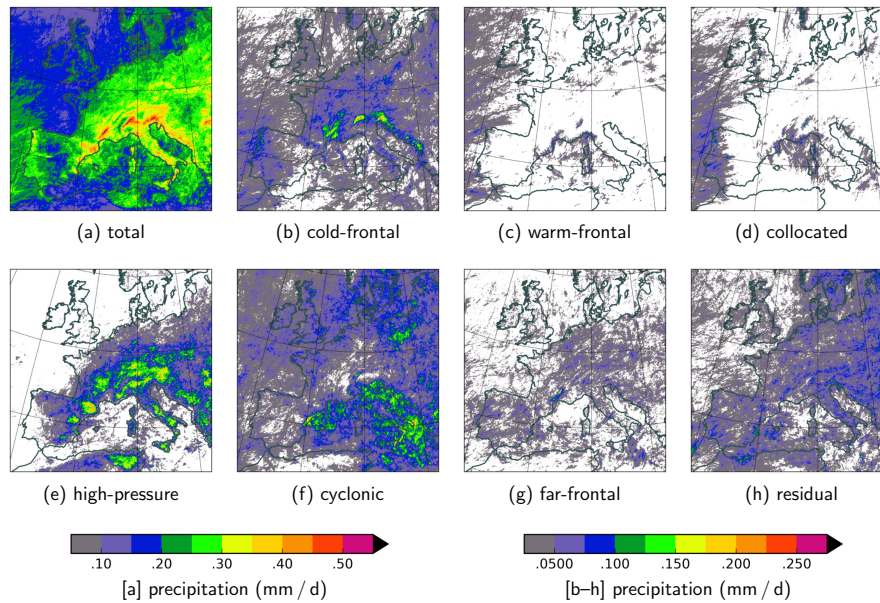 (a) total
(b) cold-frontal
(c) warm-frontal
(d) collocated
(e) high-pressure
(f) cyclonic
(g) far-frontal
(h) residual
.10 .20 .30 .40 .50
[a] precipitation (mm / d)
.0500 .100 .150 .200 .250
[b–h] precipitation (mm / d)